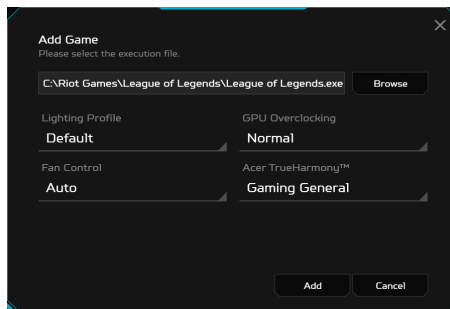 Add Game
Please select the execution file.
C:\Riot Games\League of Legends\League of Legends.exe Browse
Lighting Profile GPU Overclocking
Default Normal
Fan Control Acer TrueHarmony™
Auto Gaming General
Add Cancel